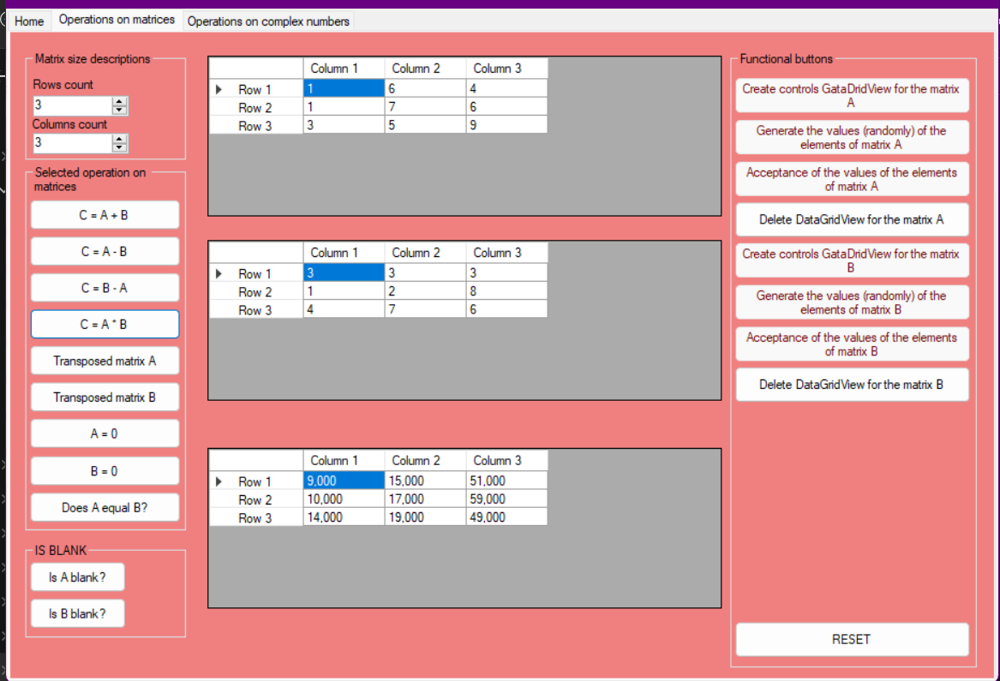 Home Operations on matrices Operations on complex numbers
Matrix size descriptions
Rows count
3
Columns count
3
Selected operation on
matrices
C = A + B
C = A - B
C = B - A
C = A * B
Transposed matrix A
Transposed matrix B
A = 0
B = 0
Does A equal B?
IS BLANK
Is A blank?
Is B blank?
Column 1 Column 2 Column 3
Row 1 1 6 4
Row 2 1 7 6
Row 3 3 5 9
Column 1 Column 2 Column 3
Row 1 3 3 3
Row 2 1 2 8
Row 3 4 7 6
Column 1 Column 2 Column 3
Row 1 9,000 15,000 51,000
Row 2 10,000 17,000 59,000
Row 3 14,000 19,000 49,000
Functional buttons
Create controls GataDridView for the matrix
A
Generate the values (randomly) of the
elements of matrix A
Acceptance of the values of the elements
of matrix A
Delete DataGridView for the matrix A
Create controls GataDridView for the matrix
B
Generate the values (randomly) of the
elements of matrix B
Acceptance of the values of the elements
of matrix B
Delete DataGridView for the matrix B
RESET